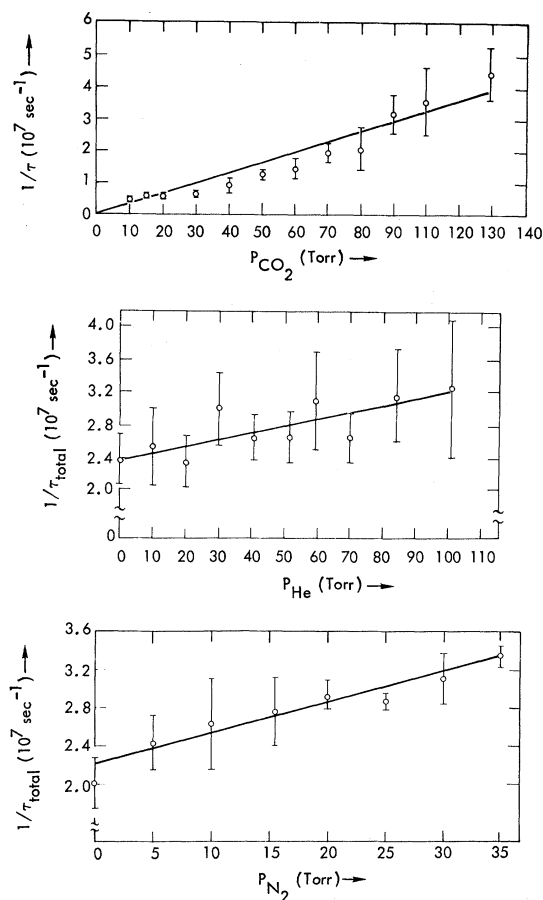 6
5
4
3
2
1
0
1/τ (10⁷ sec⁻¹)
0 10 20 30 40 50 60 70 80 90 100 110 120 130 140
P_CO₂ (Torr)
4.0
3.6
3.2
2.8
2.4
2.0
0
1/τ_total (10⁷ sec⁻¹)
0 10 20 30 40 50 60 70 80 90 100 110
P_He (Torr)
3.6
3.2
2.8
2.4
2.0
1/τ_total (10⁷ sec⁻¹)
0 5 10 15 20 25 30 35
P_N₂ (Torr)